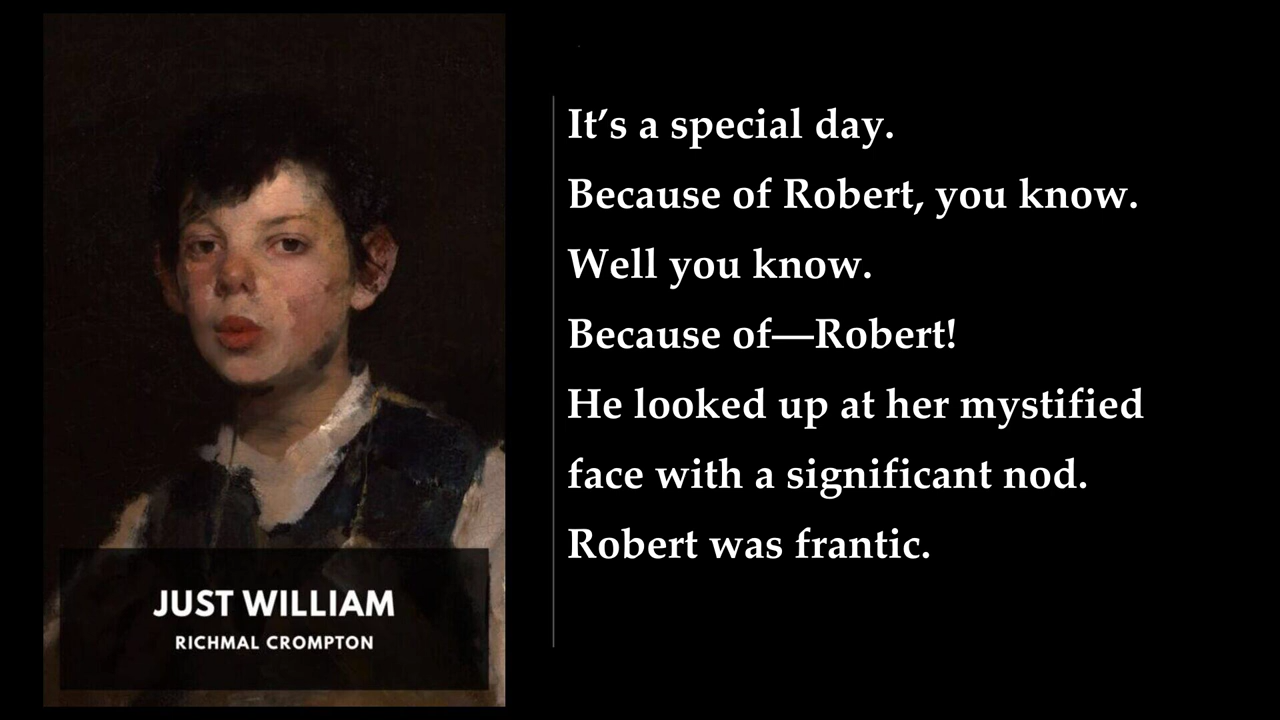 It’s a special day.
Because of Robert, you know.
Well you know.
Because of—Robert!
He looked up at her mystified
face with a significant nod.
Robert was frantic.
JUST WILLIAM
RICHMAL CROMPTON